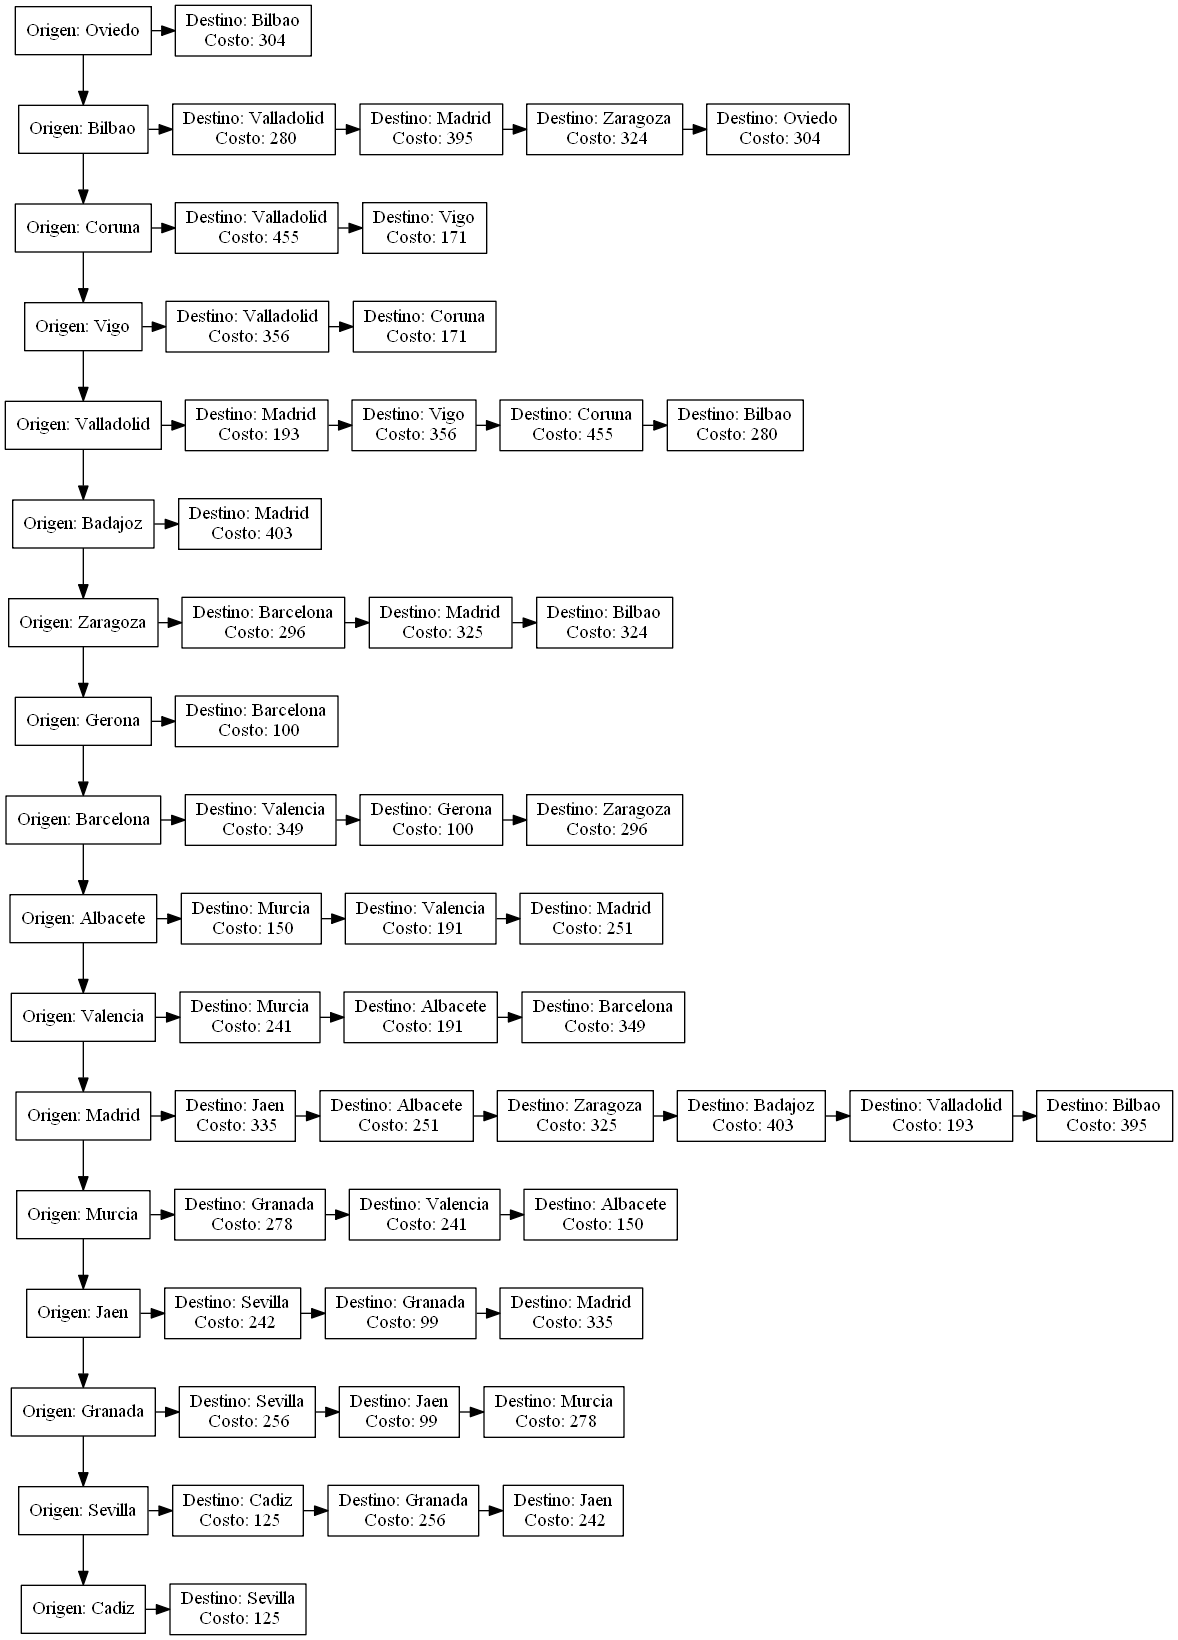 Origen: Oviedo
Destino: Bilbao
Costo: 304
Origen: Bilbao
Destino: Valladolid
Costo: 280
Destino: Madrid
Costo: 395
Destino: Zaragoza
Costo: 324
Destino: Oviedo
Costo: 304
Origen: Coruna
Destino: Valladolid
Costo: 455
Destino: Vigo
Costo: 171
Origen: Vigo
Destino: Valladolid
Costo: 356
Destino: Coruna
Costo: 171
Origen: Valladolid
Destino: Madrid
Costo: 193
Destino: Vigo
Costo: 356
Destino: Coruna
Costo: 455
Destino: Bilbao
Costo: 280
Origen: Badajoz
Destino: Madrid
Costo: 403
Origen: Zaragoza
Destino: Barcelona
Costo: 296
Destino: Madrid
Costo: 325
Destino: Bilbao
Costo: 324
Origen: Gerona
Destino: Barcelona
Costo: 100
Origen: Barcelona
Destino: Valencia
Costo: 349
Destino: Gerona
Costo: 100
Destino: Zaragoza
Costo: 296
Origen: Albacete
Destino: Murcia
Costo: 150
Destino: Valencia
Costo: 191
Destino: Madrid
Costo: 251
Origen: Valencia
Destino: Murcia
Costo: 241
Destino: Albacete
Costo: 191
Destino: Barcelona
Costo: 349
Origen: Madrid
Destino: Jaen
Costo: 335
Destino: Albacete
Costo: 251
Destino: Zaragoza
Costo: 325
Destino: Badajoz
Costo: 403
Destino: Valladolid
Costo: 193
Destino: Bilbao
Costo: 395
Origen: Murcia
Destino: Granada
Costo: 278
Destino: Valencia
Costo: 241
Destino: Albacete
Costo: 150
Origen: Jaen
Destino: Sevilla
Costo: 242
Destino: Granada
Costo: 99
Destino: Madrid
Costo: 335
Origen: Granada
Destino: Sevilla
Costo: 256
Destino: Jaen
Costo: 99
Destino: Murcia
Costo: 278
Origen: Sevilla
Destino: Cadiz
Costo: 125
Destino: Granada
Costo: 256
Destino: Jaen
Costo: 242
Origen: Cadiz
Destino: Sevilla
Costo: 125